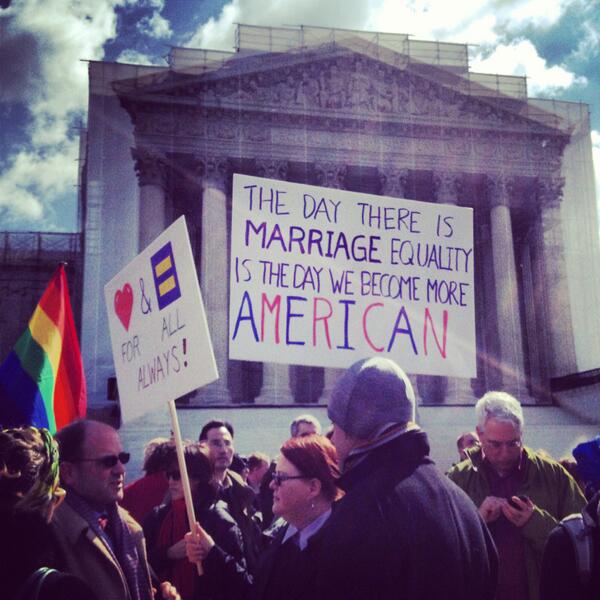 THE DAY THERE IS
MARRIAGE EQUALITY
IS THE DAY WE BECOME MORE
AMERICAN
&
FOR ALL
ALWAYS!